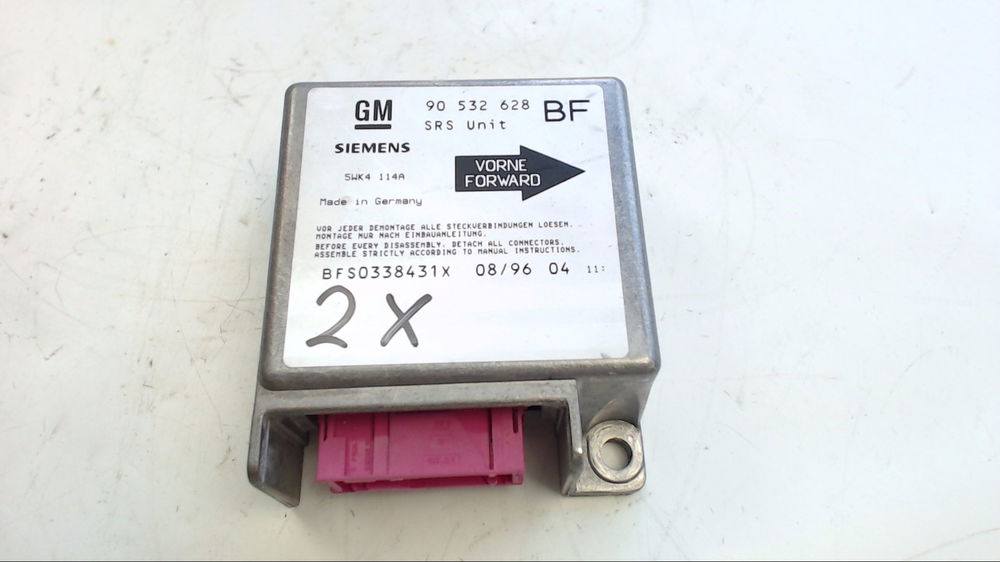 GM 90 532 628 BF
SRS Unit
SIEMENS
VORNE
FORWARD
5WK4 114A
Made in Germany
VOR JEDER DEMONTAGE ALLE STECKVERBINDUNGEN LOESEN.
MONTAGE NUR NACH EINBAUANLEITUNG.
BEFORE EVERY DISASSEMBLY, DETACH ALL CONNECTORS.
ASSEMBLE STRICTLY ACCORDING TO MANUAL INSTRUCTIONS.
BFS0338431X 08/96 04 11:
2 X